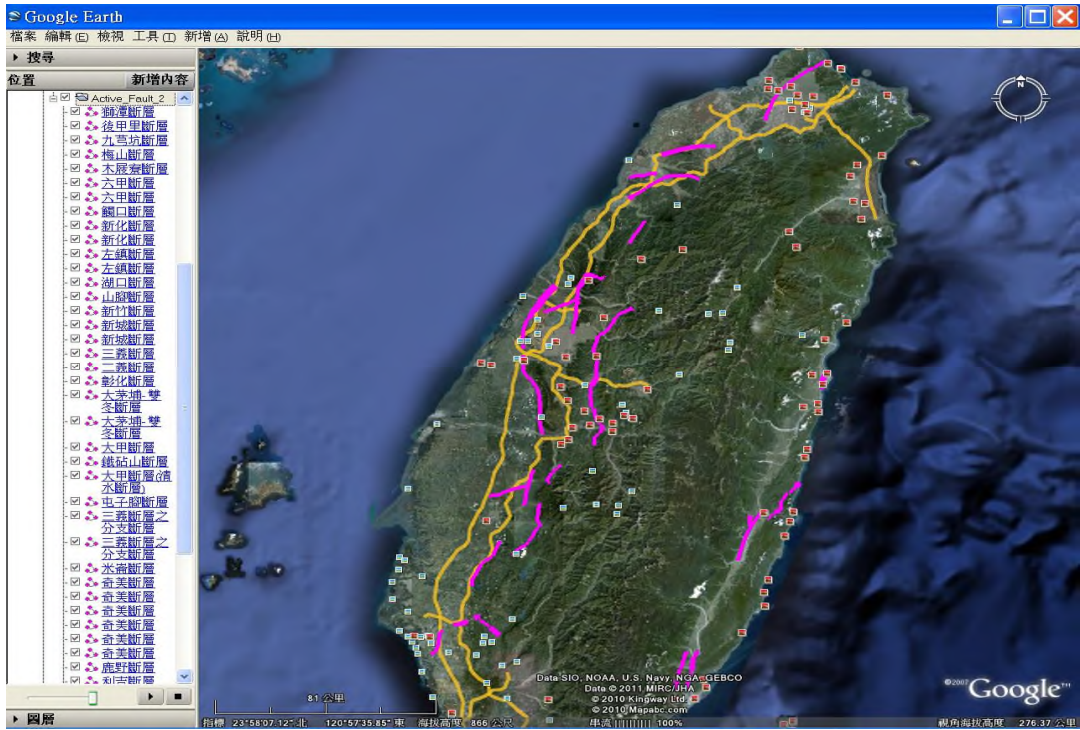 Google Earth
檔案 編輯(E) 檢視 工具(T) 新增(A) 說明(H)
搜尋
位置 新增內容
Active_Fault_2
獅潭斷層
後甲里斷層
九芎坑斷層
梅山斷層
木屐寮斷層
六甲斷層
六甲斷層
觸口斷層
新化斷層
新化斷層
左鎮斷層
左鎮斷層
湖口斷層
山腳斷層
新竹斷層
新城斷層
新城斷層
三義斷層
三義斷層
彰化斷層
大茅埔-雙
冬斷層
大茅埔-雙
冬斷層
大甲斷層
鐵砧山斷層
大甲斷層(清
水斷層)
屯子腳斷層
三義斷層之
分支斷層
三義斷層之
分支斷層
米崙斷層
奇美斷層
奇美斷層
奇美斷層
奇美斷層
奇美斷層
奇美斷層
鹿野斷層
利吉斷層
圖層
N
Data SIO, NOAA, U.S. Navy, NGA, GEBCO
Data © 2011 MIRC/JHA
© 2010 Kingway Ltd.
© 2010 Mapabc.com
©2007 Google™
81 公里
指標 23°58'07.12" 北 120°57'35.85" 東 海拔高度 866 公尺 串流 |||||||||| 100% 視角海拔高度 276.37 公里